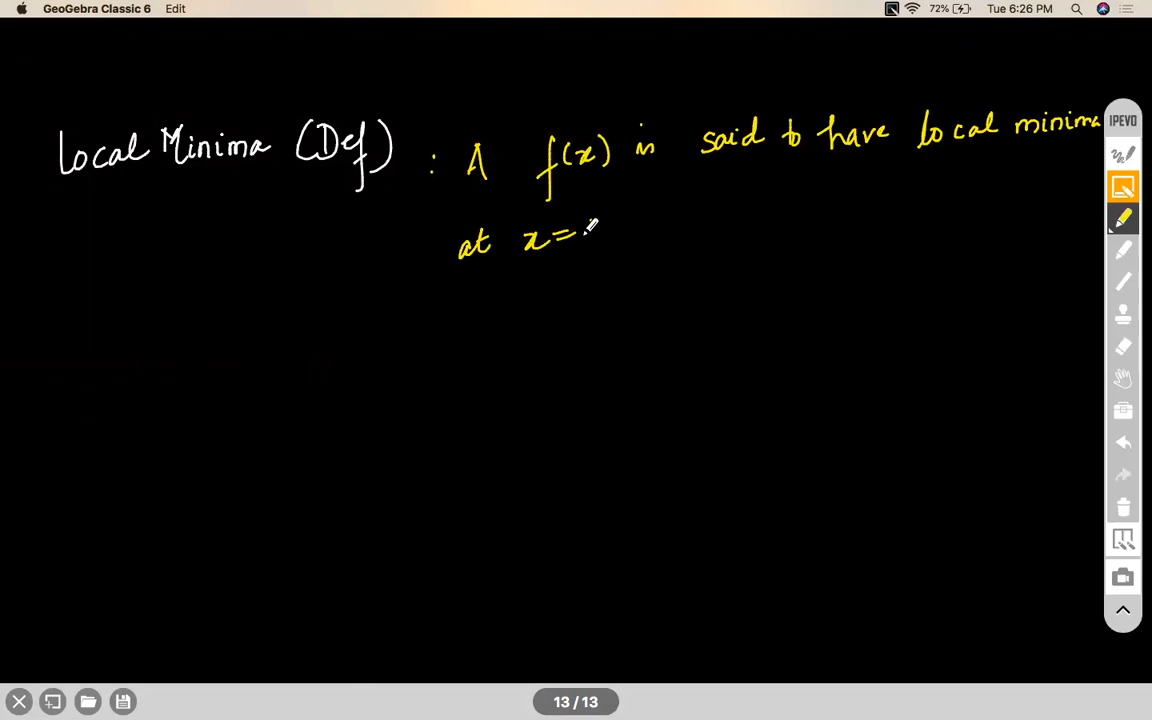 GeoGebra Classic 6 Edit 72% Tue 6:26 PM
Local Minima (Def) : A f(x) is said to have local minima
IPEVO
at x=
13 / 13